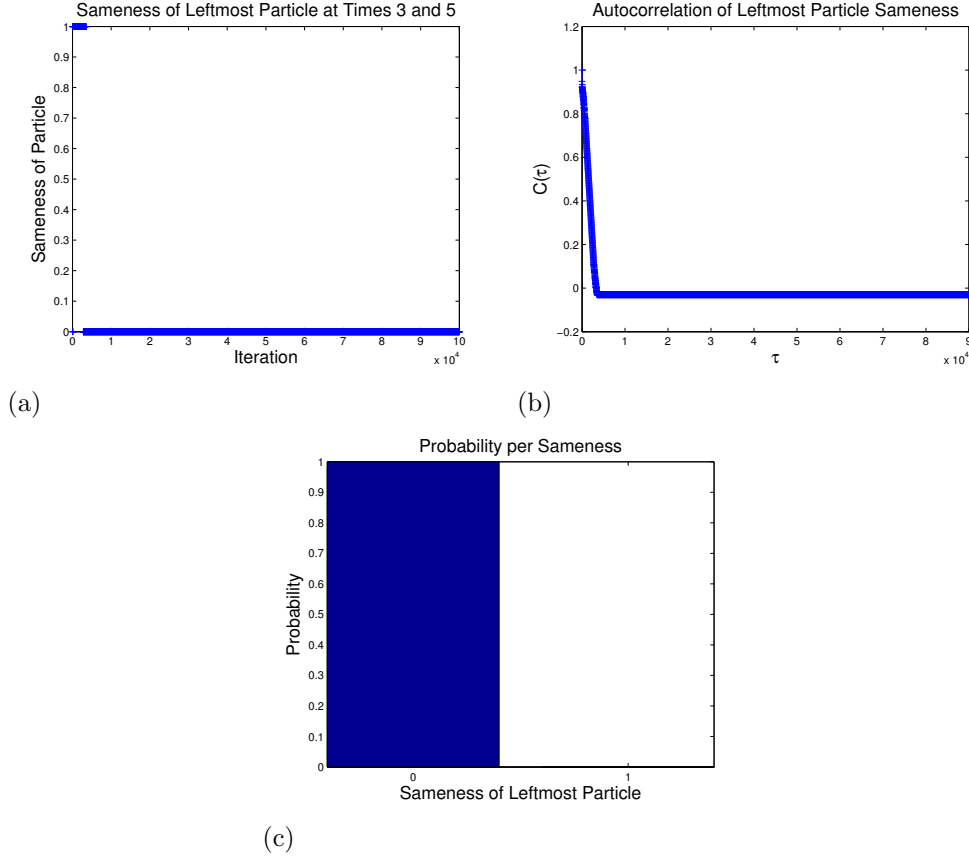 Sameness of Leftmost Particle at Times 3 and 5
1
0.9
0.8
0.7
0.6
0.5
0.4
0.3
0.2
0.1
0
Sameness of Particle
0 1 2 3 4 5 6 7 8 9 10
x 10^4
Iteration
(a)
Autocorrelation of Leftmost Particle Sameness
1.2
1
0.8
0.6
0.4
0.2
0
−0.2
C(τ)
0 1 2 3 4 5 6 7 8 9
x 10^4
τ
(b)
Probability per Sameness
1
0.9
0.8
0.7
0.6
0.5
0.4
0.3
0.2
0.1
0
Probability
0 1
Sameness of Leftmost Particle
(c)